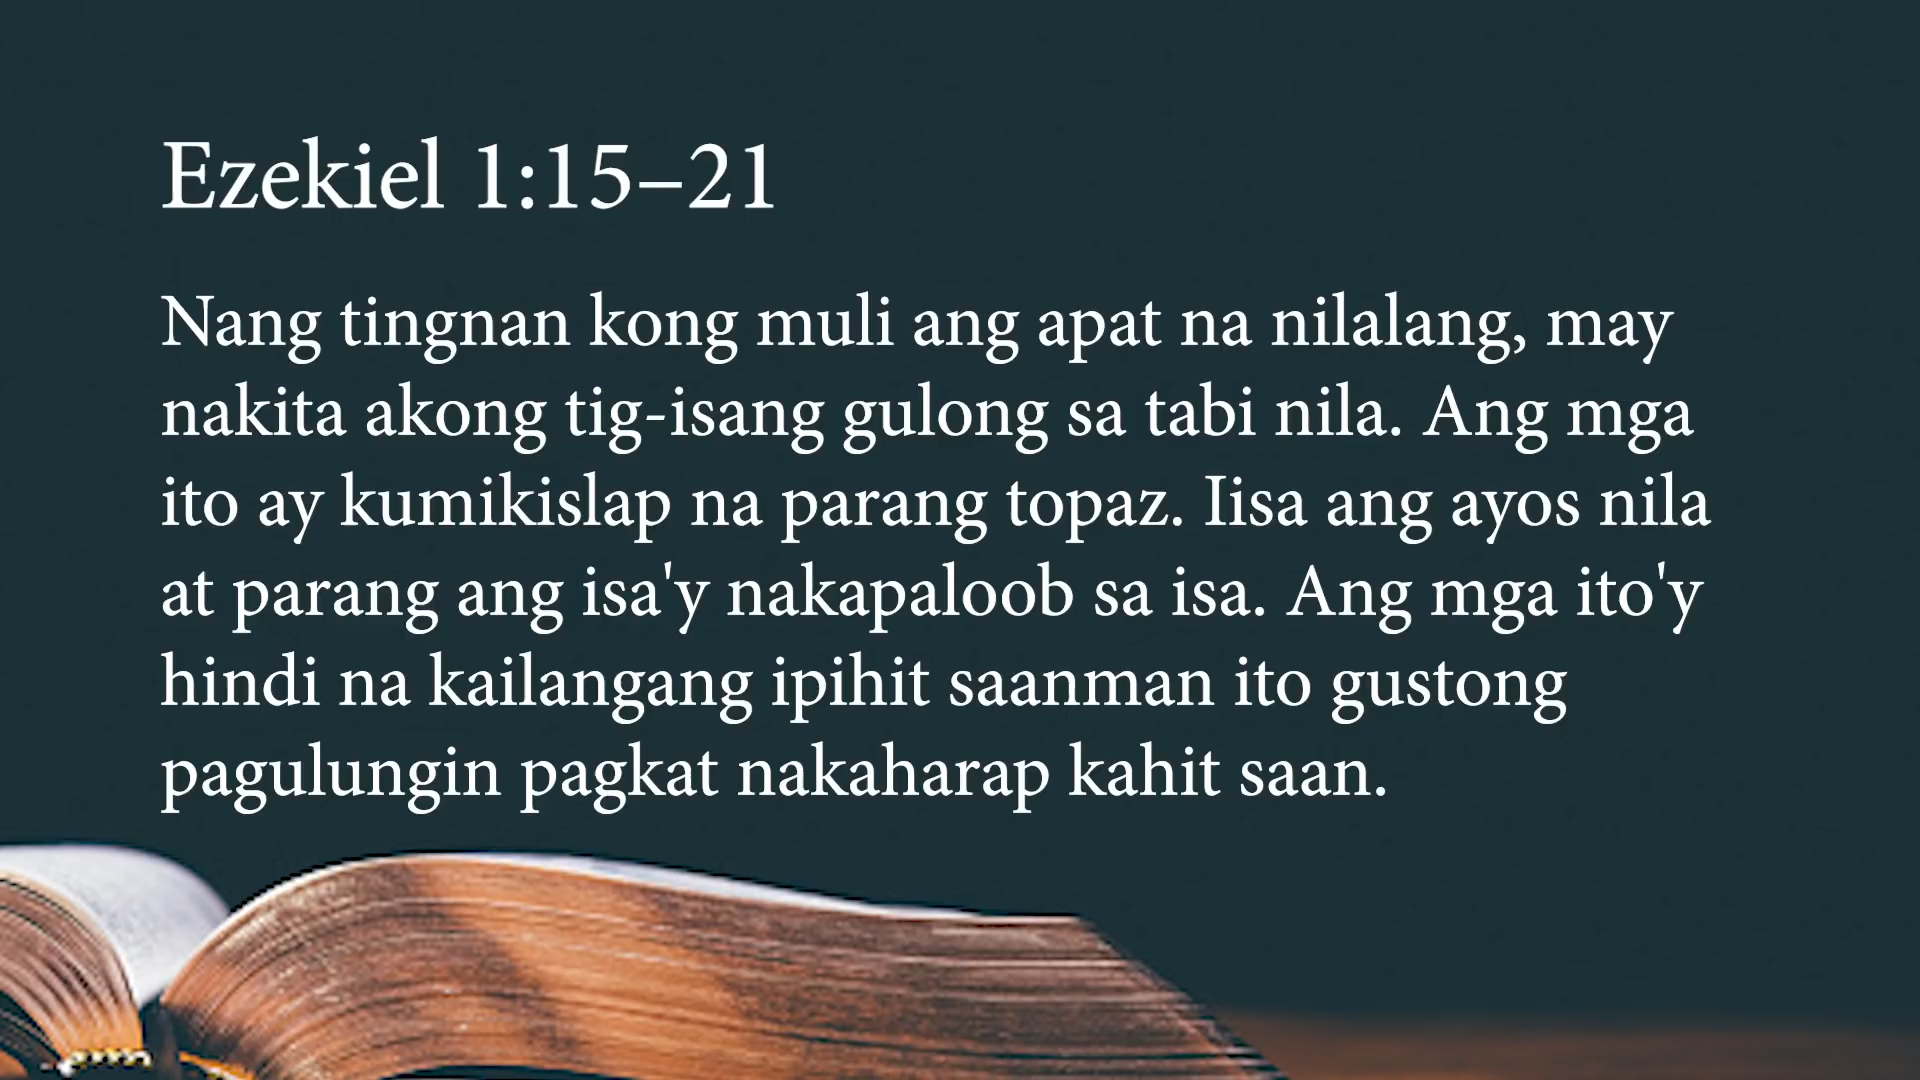 Ezekiel 1:15–21
Nang tingnan kong muli ang apat na nilalang, may
nakita akong tig-isang gulong sa tabi nila. Ang mga
ito ay kumikislap na parang topaz. Iisa ang ayos nila
at parang ang isa'y nakapaloob sa isa. Ang mga ito'y
hindi na kailangang ipihit saanman ito gustong
pagulungin pagkat nakaharap kahit saan.